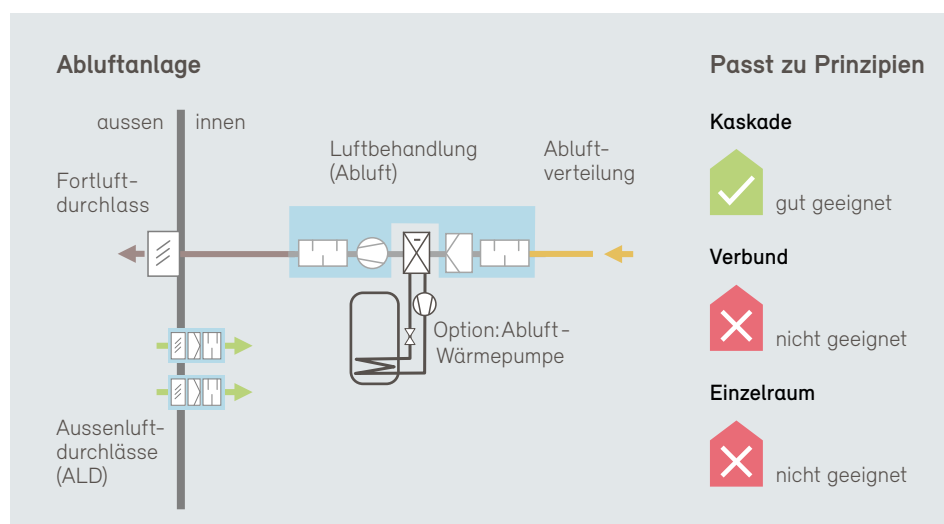 Abluftanlage
aussen
innen
Fortluft-
durchlass
Luftbehandlung
(Abluft)
Abluft-
verteilung
Option:Abluft-
Wärmepumpe
Aussenluft-
durchlässe
(ALD)
Passt zu Prinzipien
Kaskade
gut geeignet
Verbund
nicht geeignet
Einzelraum
nicht geeignet